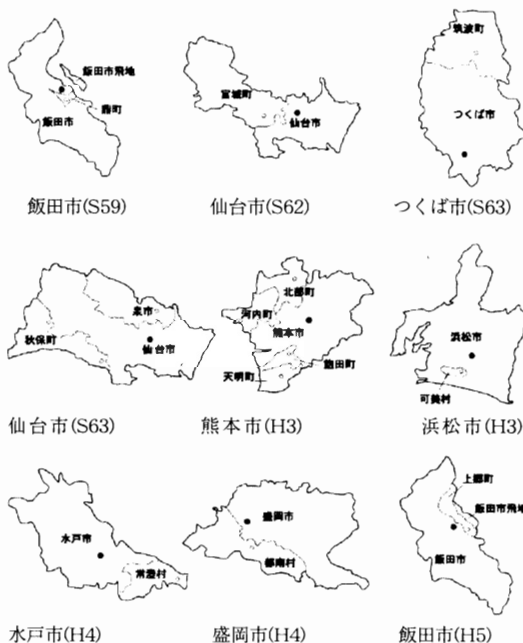 飯田市飛地
鼎町
飯田市
飯田市(S59)
宮城町
仙台市
仙台市(S62)
筑波町
つくば市
つくば市(S63)
泉市
秋保町
仙台市
仙台市(S63)
北部町
河内町
熊本市
飽田町
天明町
熊本市(H3)
浜松市
可美村
浜松市(H3)
水戸市
常澄村
水戸市(H4)
盛岡市
都南村
盛岡市(H4)
上郷町
飯田市飛地
飯田市
飯田市(H5)